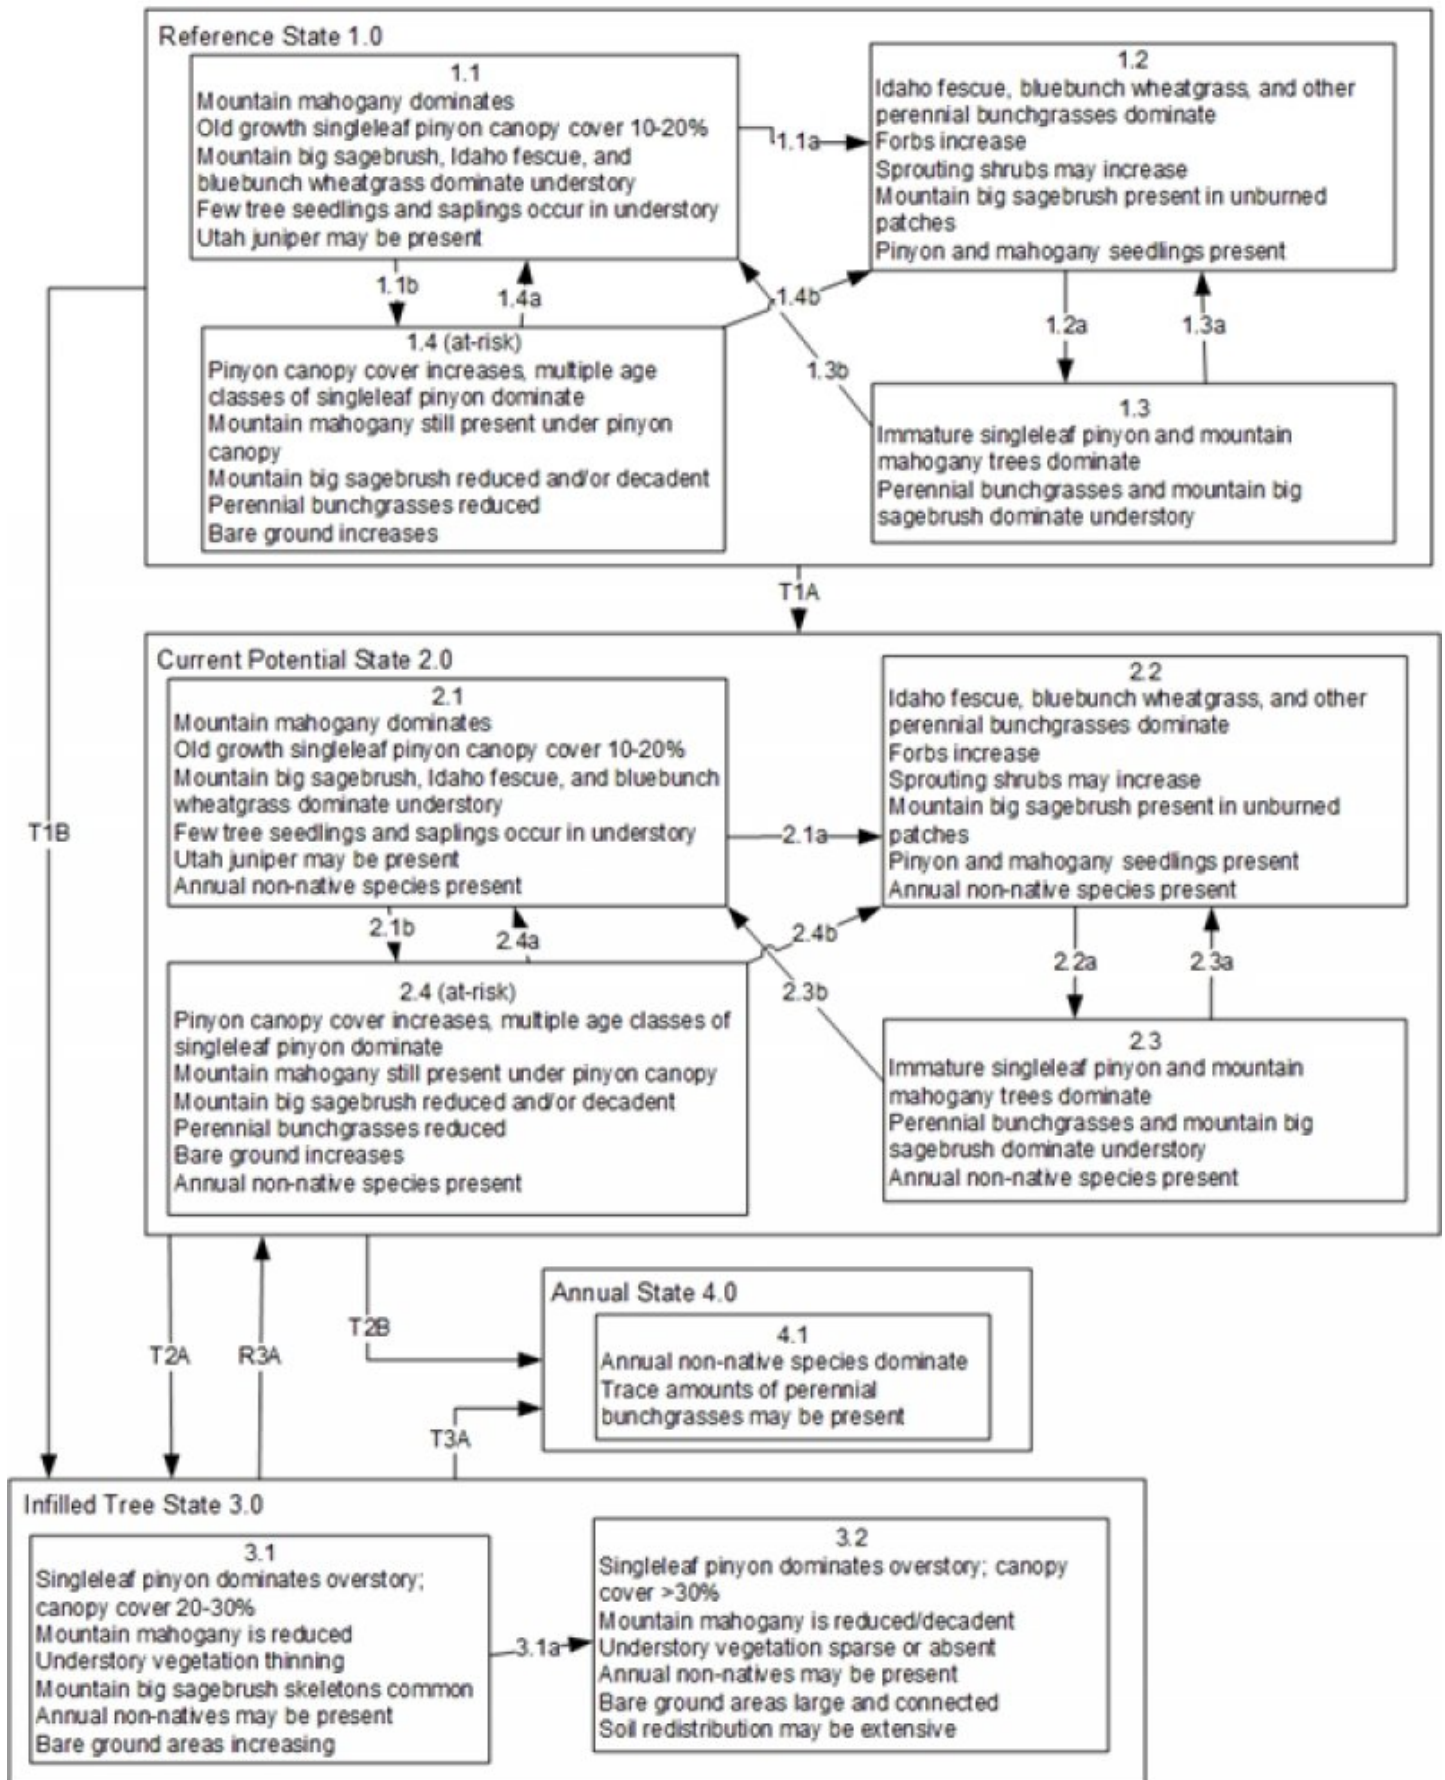 Reference State 1.0
1.1
Mountain mahogany dominates
Old growth singleleaf pinyon canopy cover 10-20%
Mountain big sagebrush, Idaho fescue, and
bluebunch wheatgrass dominate understory
Few tree seedlings and saplings occur in understory
Utah juniper may be present
1.1a
1.2
Idaho fescue, bluebunch wheatgrass, and other
perennial bunchgrasses dominate
Forbs increase
Sprouting shrubs may increase
Mountain big sagebrush present in unburned
patches
Pinyon and mahogany seedlings present
1.1b
1.4a
1.4b
1.3b
1.2a
1.3a
1.4 (at-risk)
Pinyon canopy cover increases, multiple age
classes of singleleaf pinyon dominate
Mountain mahogany still present under pinyon
canopy
Mountain big sagebrush reduced and/or decadent
Perennial bunchgrasses reduced
Bare ground increases
1.3
Immature singleleaf pinyon and mountain
mahogany trees dominate
Perennial bunchgrasses and mountain big
sagebrush dominate understory
T1A
T1B
Current Potential State 2.0
2.1
Mountain mahogany dominates
Old growth singleleaf pinyon canopy cover 10-20%
Mountain big sagebrush, Idaho fescue, and bluebunch
wheatgrass dominate understory
Few tree seedlings and saplings occur in understory
Utah juniper may be present
Annual non-native species present
2.1a
2.2
Idaho fescue, bluebunch wheatgrass, and other
perennial bunchgrasses dominate
Forbs increase
Sprouting shrubs may increase
Mountain big sagebrush present in unburned
patches
Pinyon and mahogany seedlings present
Annual non-native species present
2.1b
2.4a
2.4b
2.3b
2.2a
2.3a
2.4 (at-risk)
Pinyon canopy cover increases, multiple age classes of
singleleaf pinyon dominate
Mountain mahogany still present under pinyon canopy
Mountain big sagebrush reduced and/or decadent
Perennial bunchgrasses reduced
Bare ground increases
Annual non-native species present
2.3
Immature singleleaf pinyon and mountain
mahogany trees dominate
Perennial bunchgrasses and mountain big
sagebrush dominate understory
Annual non-native species present
T2A
R3A
T2B
T3A
Annual State 4.0
4.1
Annual non-native species dominate
Trace amounts of perennial
bunchgrasses may be present
Infilled Tree State 3.0
3.1
Singleleaf pinyon dominates overstory;
canopy cover 20-30%
Mountain mahogany is reduced
Understory vegetation thinning
Mountain big sagebrush skeletons common
Annual non-natives may be present
Bare ground areas increasing
3.1a
3.2
Singleleaf pinyon dominates overstory; canopy
cover >30%
Mountain mahogany is reduced/decadent
Understory vegetation sparse or absent
Annual non-natives may be present
Bare ground areas large and connected
Soil redistribution may be extensive